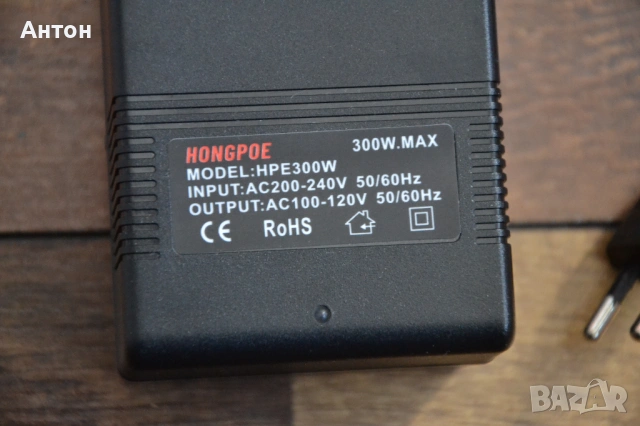 Антон
HONGPOE 300W.MAX
MODEL:HPE300W
INPUT:AC200-240V 50/60Hz
OUTPUT:AC100-120V 50/60Hz
CE RoHS
BAZAR